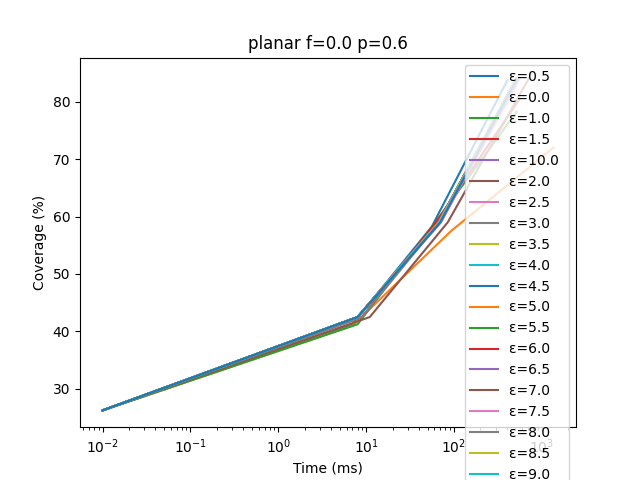 planar f=0.0 p=0.6
Coverage (%)
80
70
60
50
40
30
10⁻²
10⁻¹
10⁰
10¹
10²
10³
Time (ms)
ε=0.5
ε=0.0
ε=1.0
ε=1.5
ε=10.0
ε=2.0
ε=2.5
ε=3.0
ε=3.5
ε=4.0
ε=4.5
ε=5.0
ε=5.5
ε=6.0
ε=6.5
ε=7.0
ε=7.5
ε=8.0
ε=8.5
ε=9.0